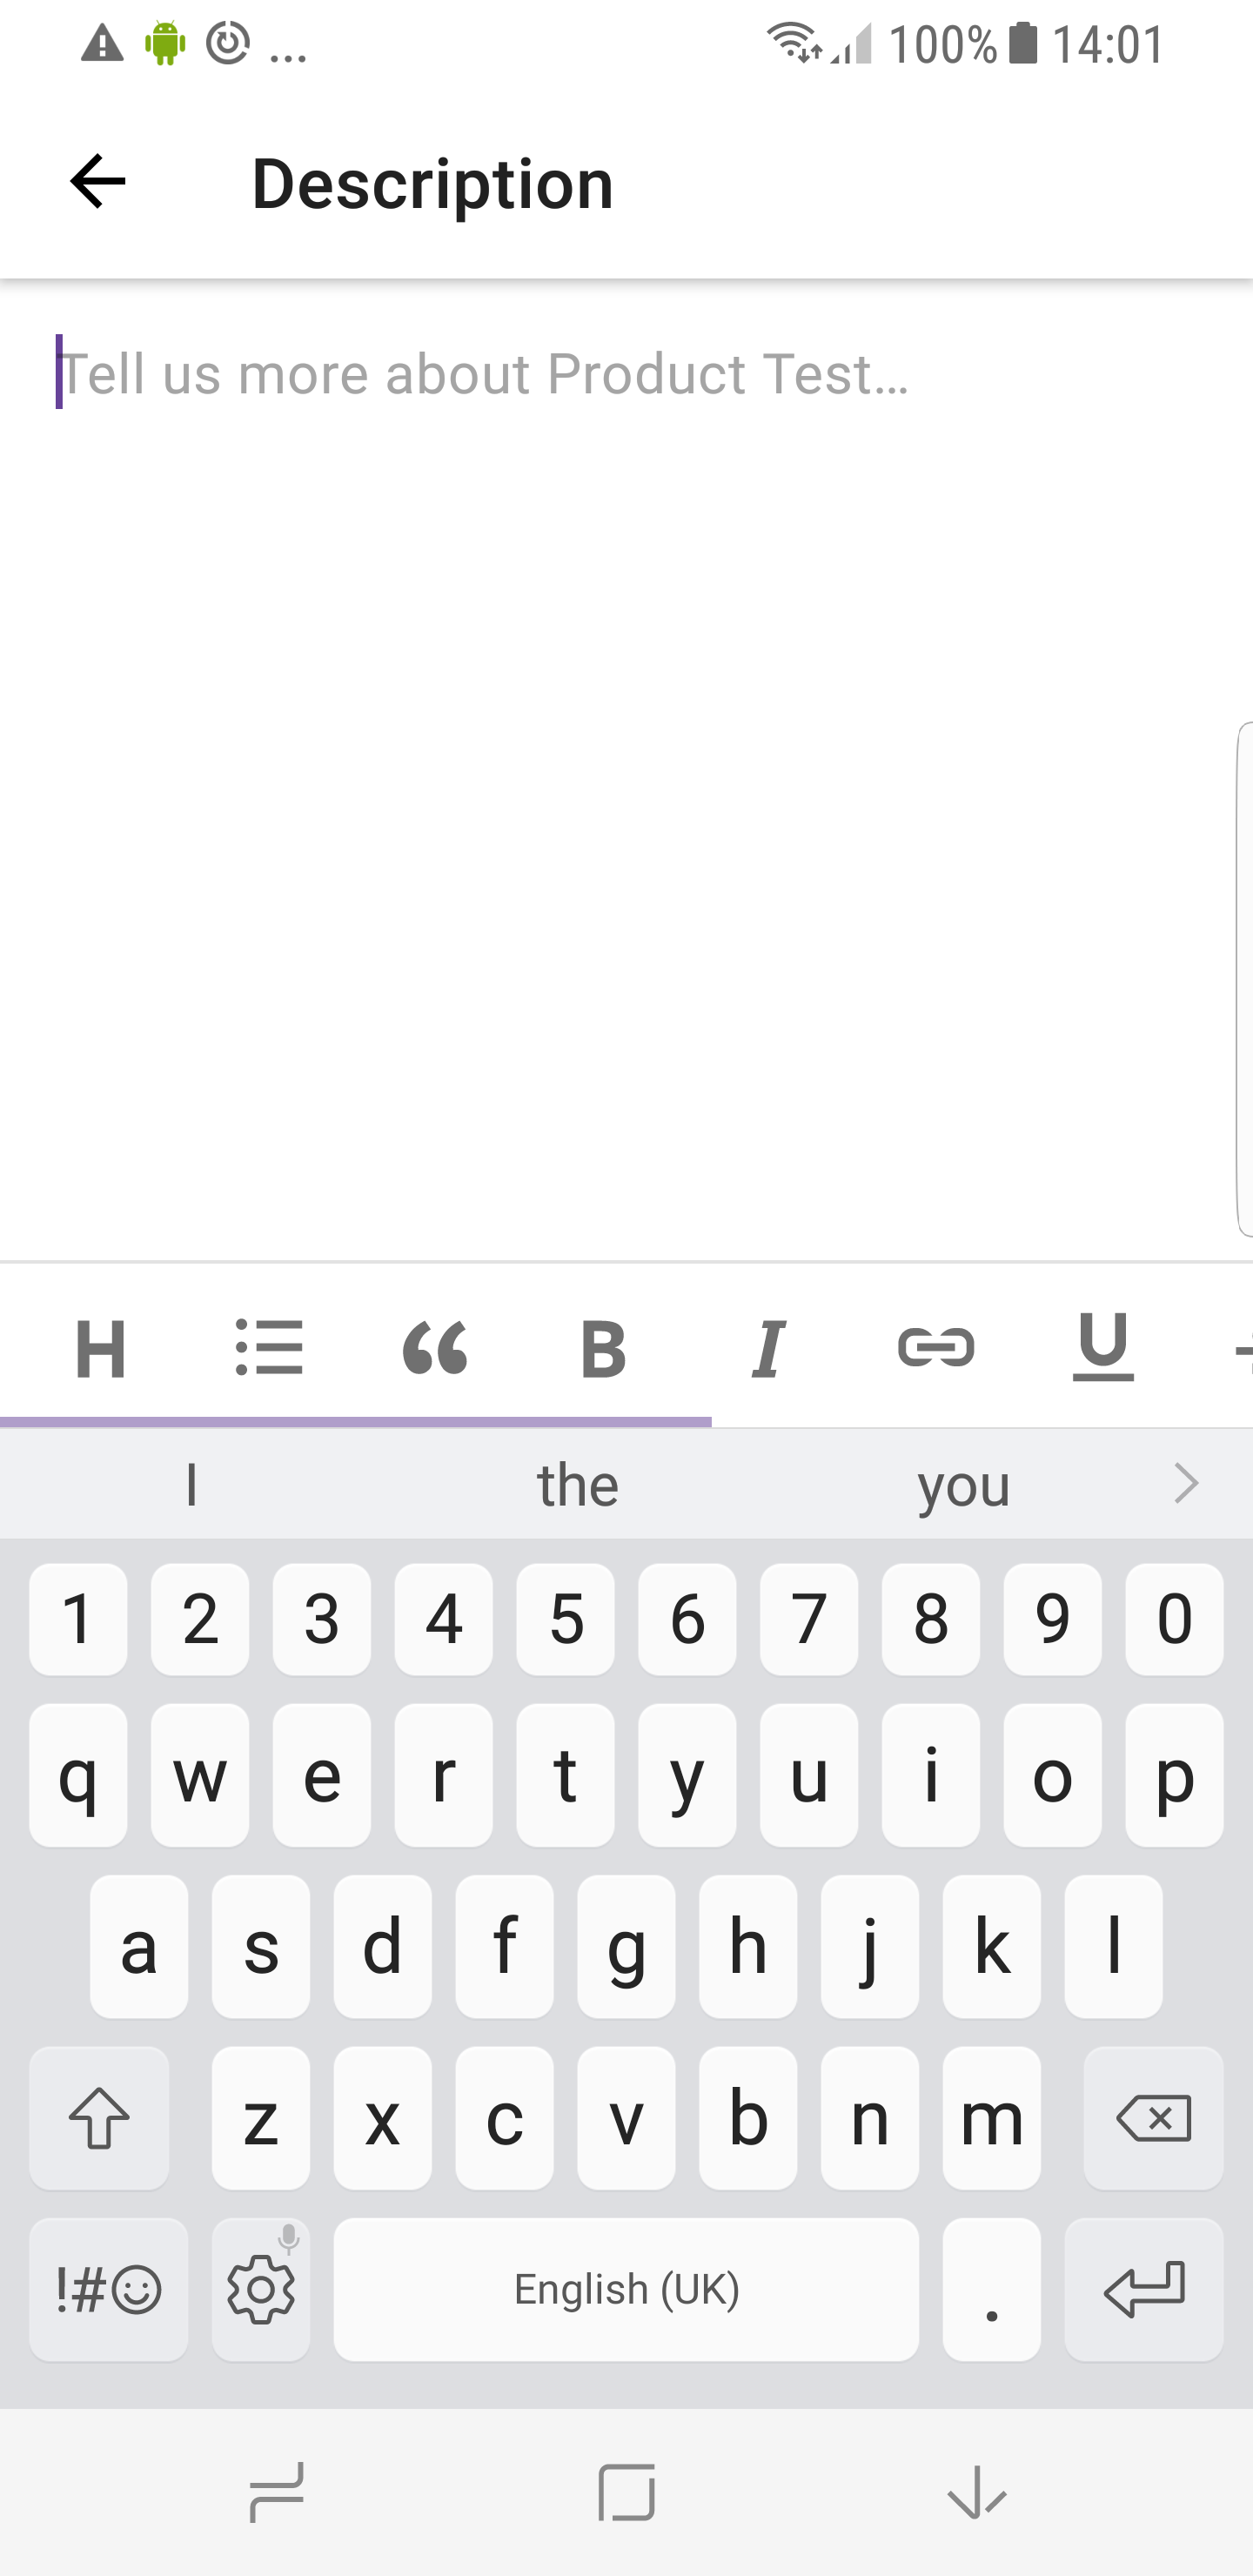 ... 100% 14:01
Description
Tell us more about Product Test...
H B I U
I the you
1 2 3 4 5 6 7 8 9 0
q w e r t y u i o p
a s d f g h j k l
z x c v b n m
!#☺ English (UK) .